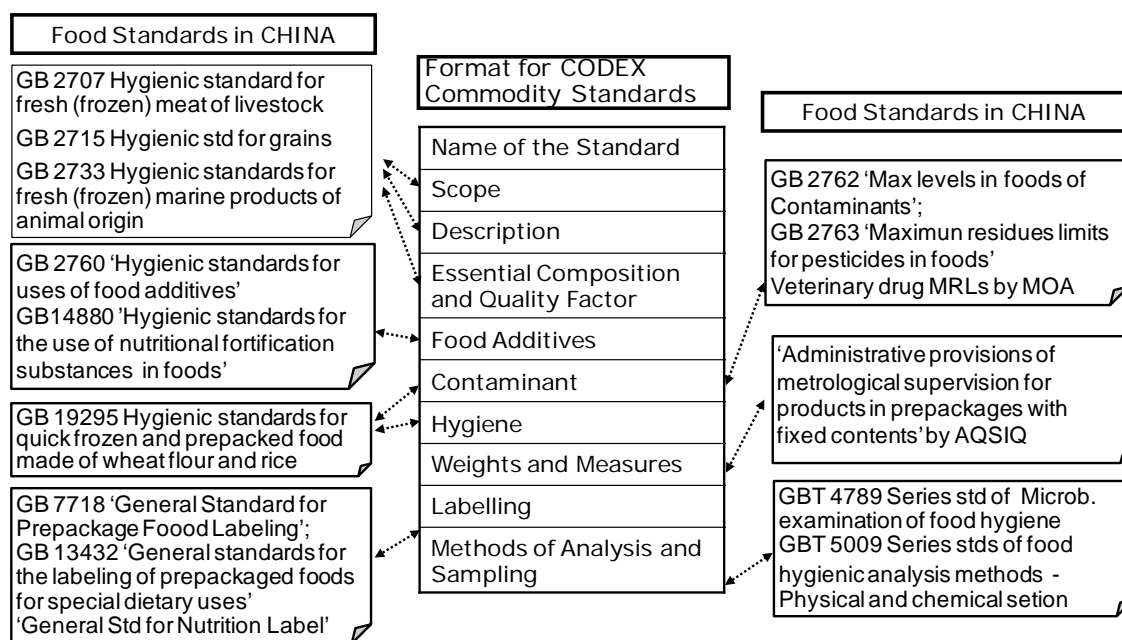 Food Standards in CHINA
GB 2707 Hygienic standard for
fresh (frozen) meat of livestock
GB 2715 Hygienic std for grains
GB 2733 Hygienic standards for
fresh (frozen) marine products of
animal origin
GB 2760 ‘Hygienic standards for
uses of food additives’
GB14880 ’Hygienic standards for
the use of nutritional fortification
substances in foods’
GB 19295 Hygienic standards for
quick frozen and prepacked food
made of wheat flour and rice
GB 7718 ‘General Standard for
Prepackage Foood Labeling’;
GB 13432 ‘General standards for
the labeling of prepackaged foods
for special dietary uses’
‘General Std for Nutrition Label’
Format for CODEX
Commodity Standards
Name of the Standard
Scope
Description
Essential Composition
and Quality Factor
Food Additives
Contaminant
Hygiene
Weights and Measures
Labelling
Methods of Analysis and
Sampling
Food Standards in CHINA
GB 2762 ‘Max levels in foods of
Contaminants’;
GB 2763 ‘Maximun residues limits
for pesticides in foods’
Veterinary drug MRLs by MOA
‘Administrative provisions of
metrological supervision for
products in prepackages with
fixed contents’ by AQSIQ
GBT 4789 Series std of Microb.
examination of food hygiene
GBT 5009 Series stds of food
hygienic analysis methods -
Physical and chemical setion